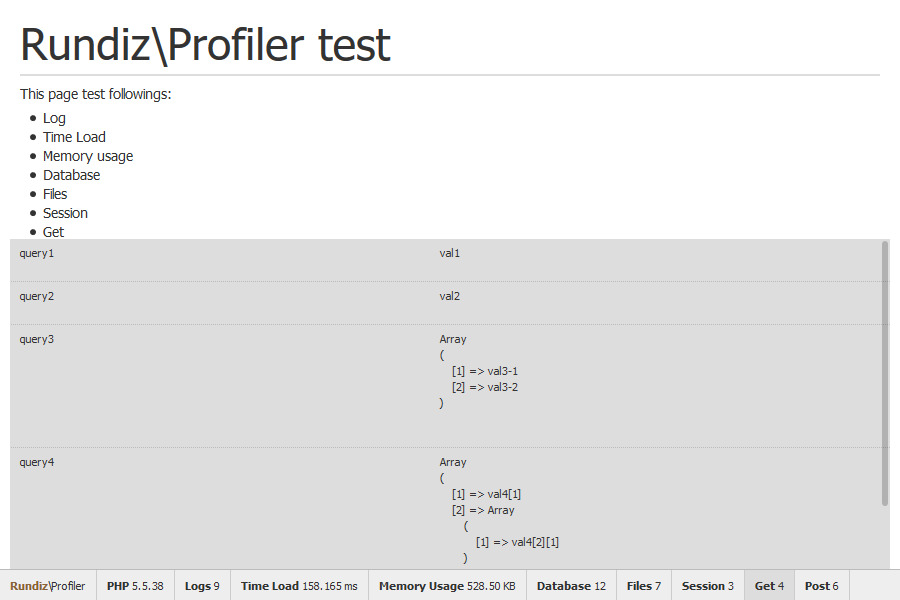 Rundiz\Profiler test
This page test followings:
Log
Time Load
Memory usage
Database
Files
Session
Get
query1 val1
query2 val2
query3 Array
(
[1] => val3-1
[2] => val3-2
)
query4 Array
(
[1] => val4[1]
[2] => Array
(
[1] => val4[2][1]
)
Rundiz\Profiler PHP 5.5.38 Logs 9 Time Load 158.165 ms Memory Usage 528.50 KB Database 12 Files 7 Session 3 Get 4 Post 6